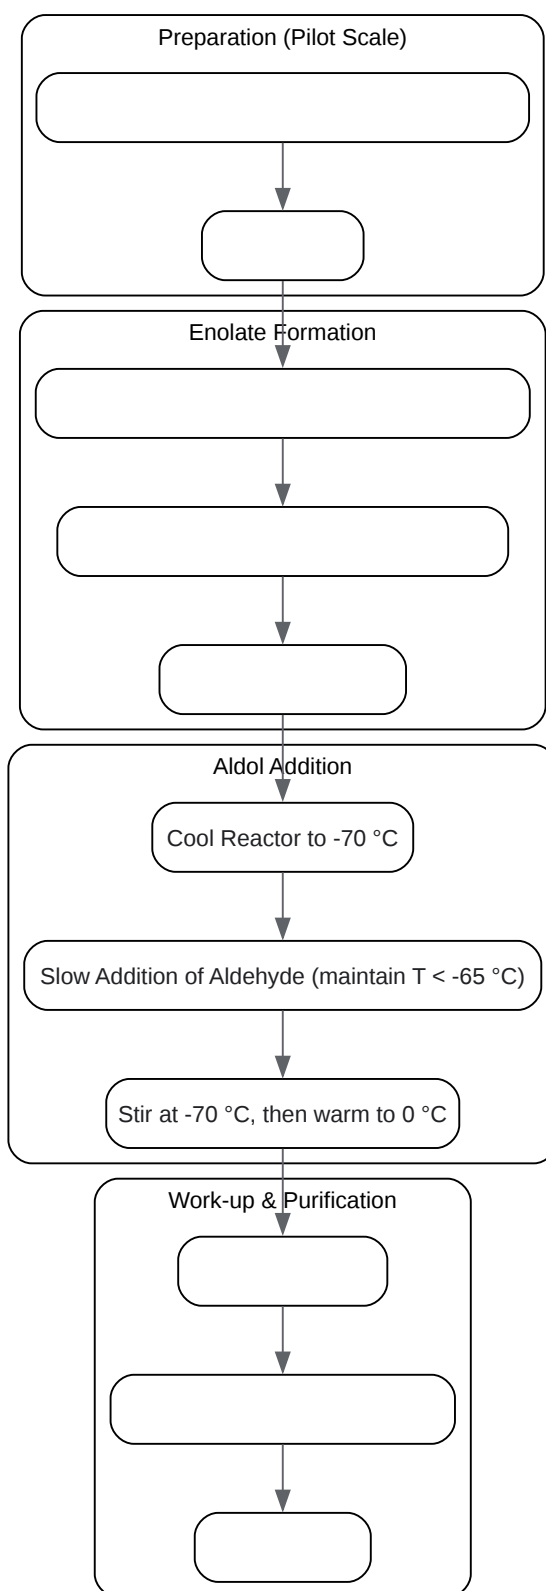 Preparation (Pilot Scale)
Enolate Formation
Aldol Addition
Cool Reactor to -70 °C
Slow Addition of Aldehyde (maintain T < -65 °C)
Stir at -70 °C, then warm to 0 °C
Work-up & Purification